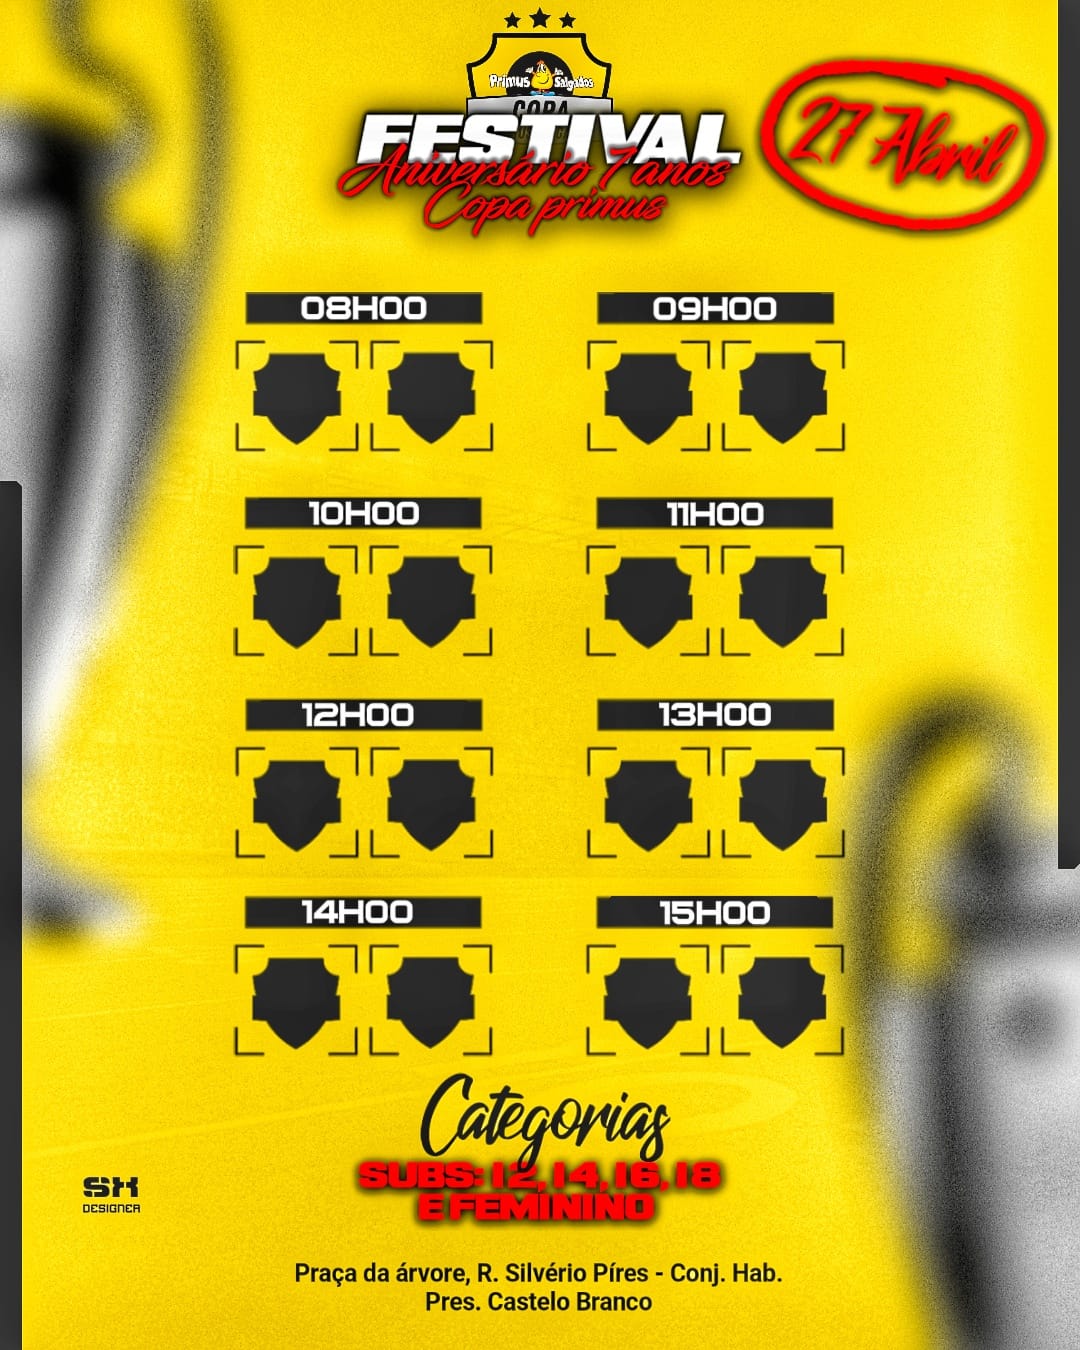 Primus Salgados
COPA
FESTIVAL
Aniversário 7 anos
Copa primus
27 Abril
08H00
09H00
10H00
11H00
12H00
13H00
14H00
15H00
Categorias
SUBS: 12, 14, 16, 18
E FEMININO
SH
DESIGNER
Praça da árvore, R. Silvério Píres - Conj. Hab.
Pres. Castelo Branco